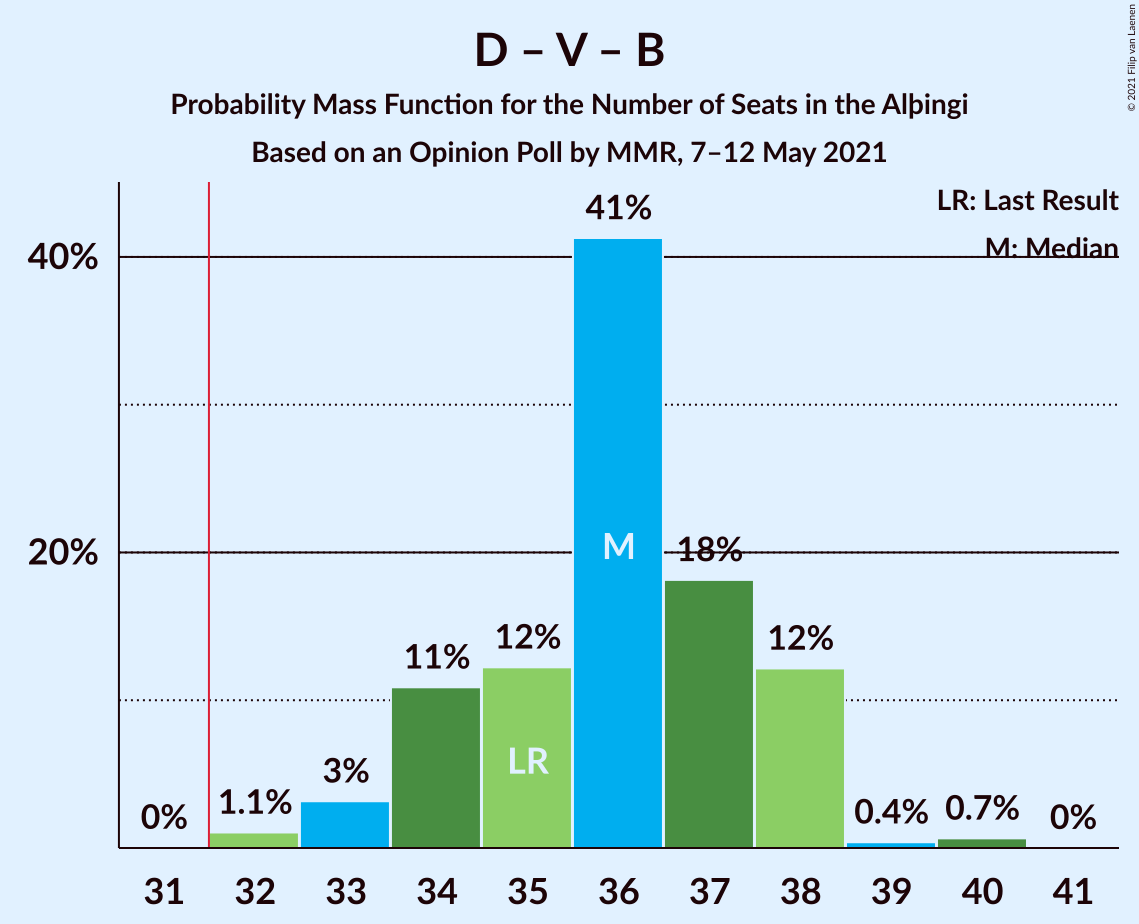 D – V – B
Probability Mass Function for the Number of Seats in the Alþingi
Based on an Opinion Poll by MMR, 7–12 May 2021
© 2021 Filip van Laenen
LR: Last Result
M: Median
40%
20%
0%
1.1%
3%
11%
12%
LR
41%
M
18%
12%
0.4%
0.7%
0%
31 32 33 34 35 36 37 38 39 40 41